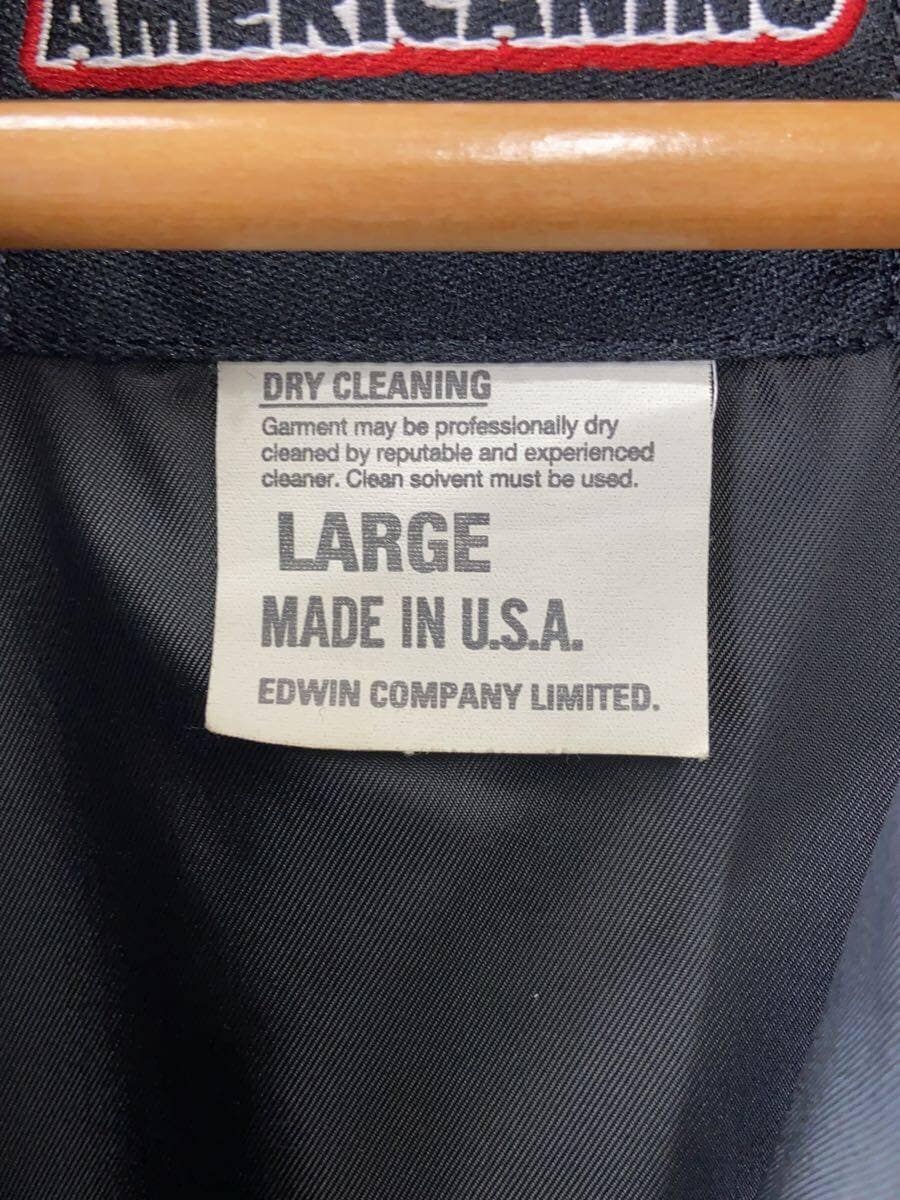 AMERICANINO
DRY CLEANING
Garment may be professionally dry
cleaned by reputable and experienced
cleaner. Clean solvent must be used.
LARGE
MADE IN U.S.A.
EDWIN COMPANY LIMITED.